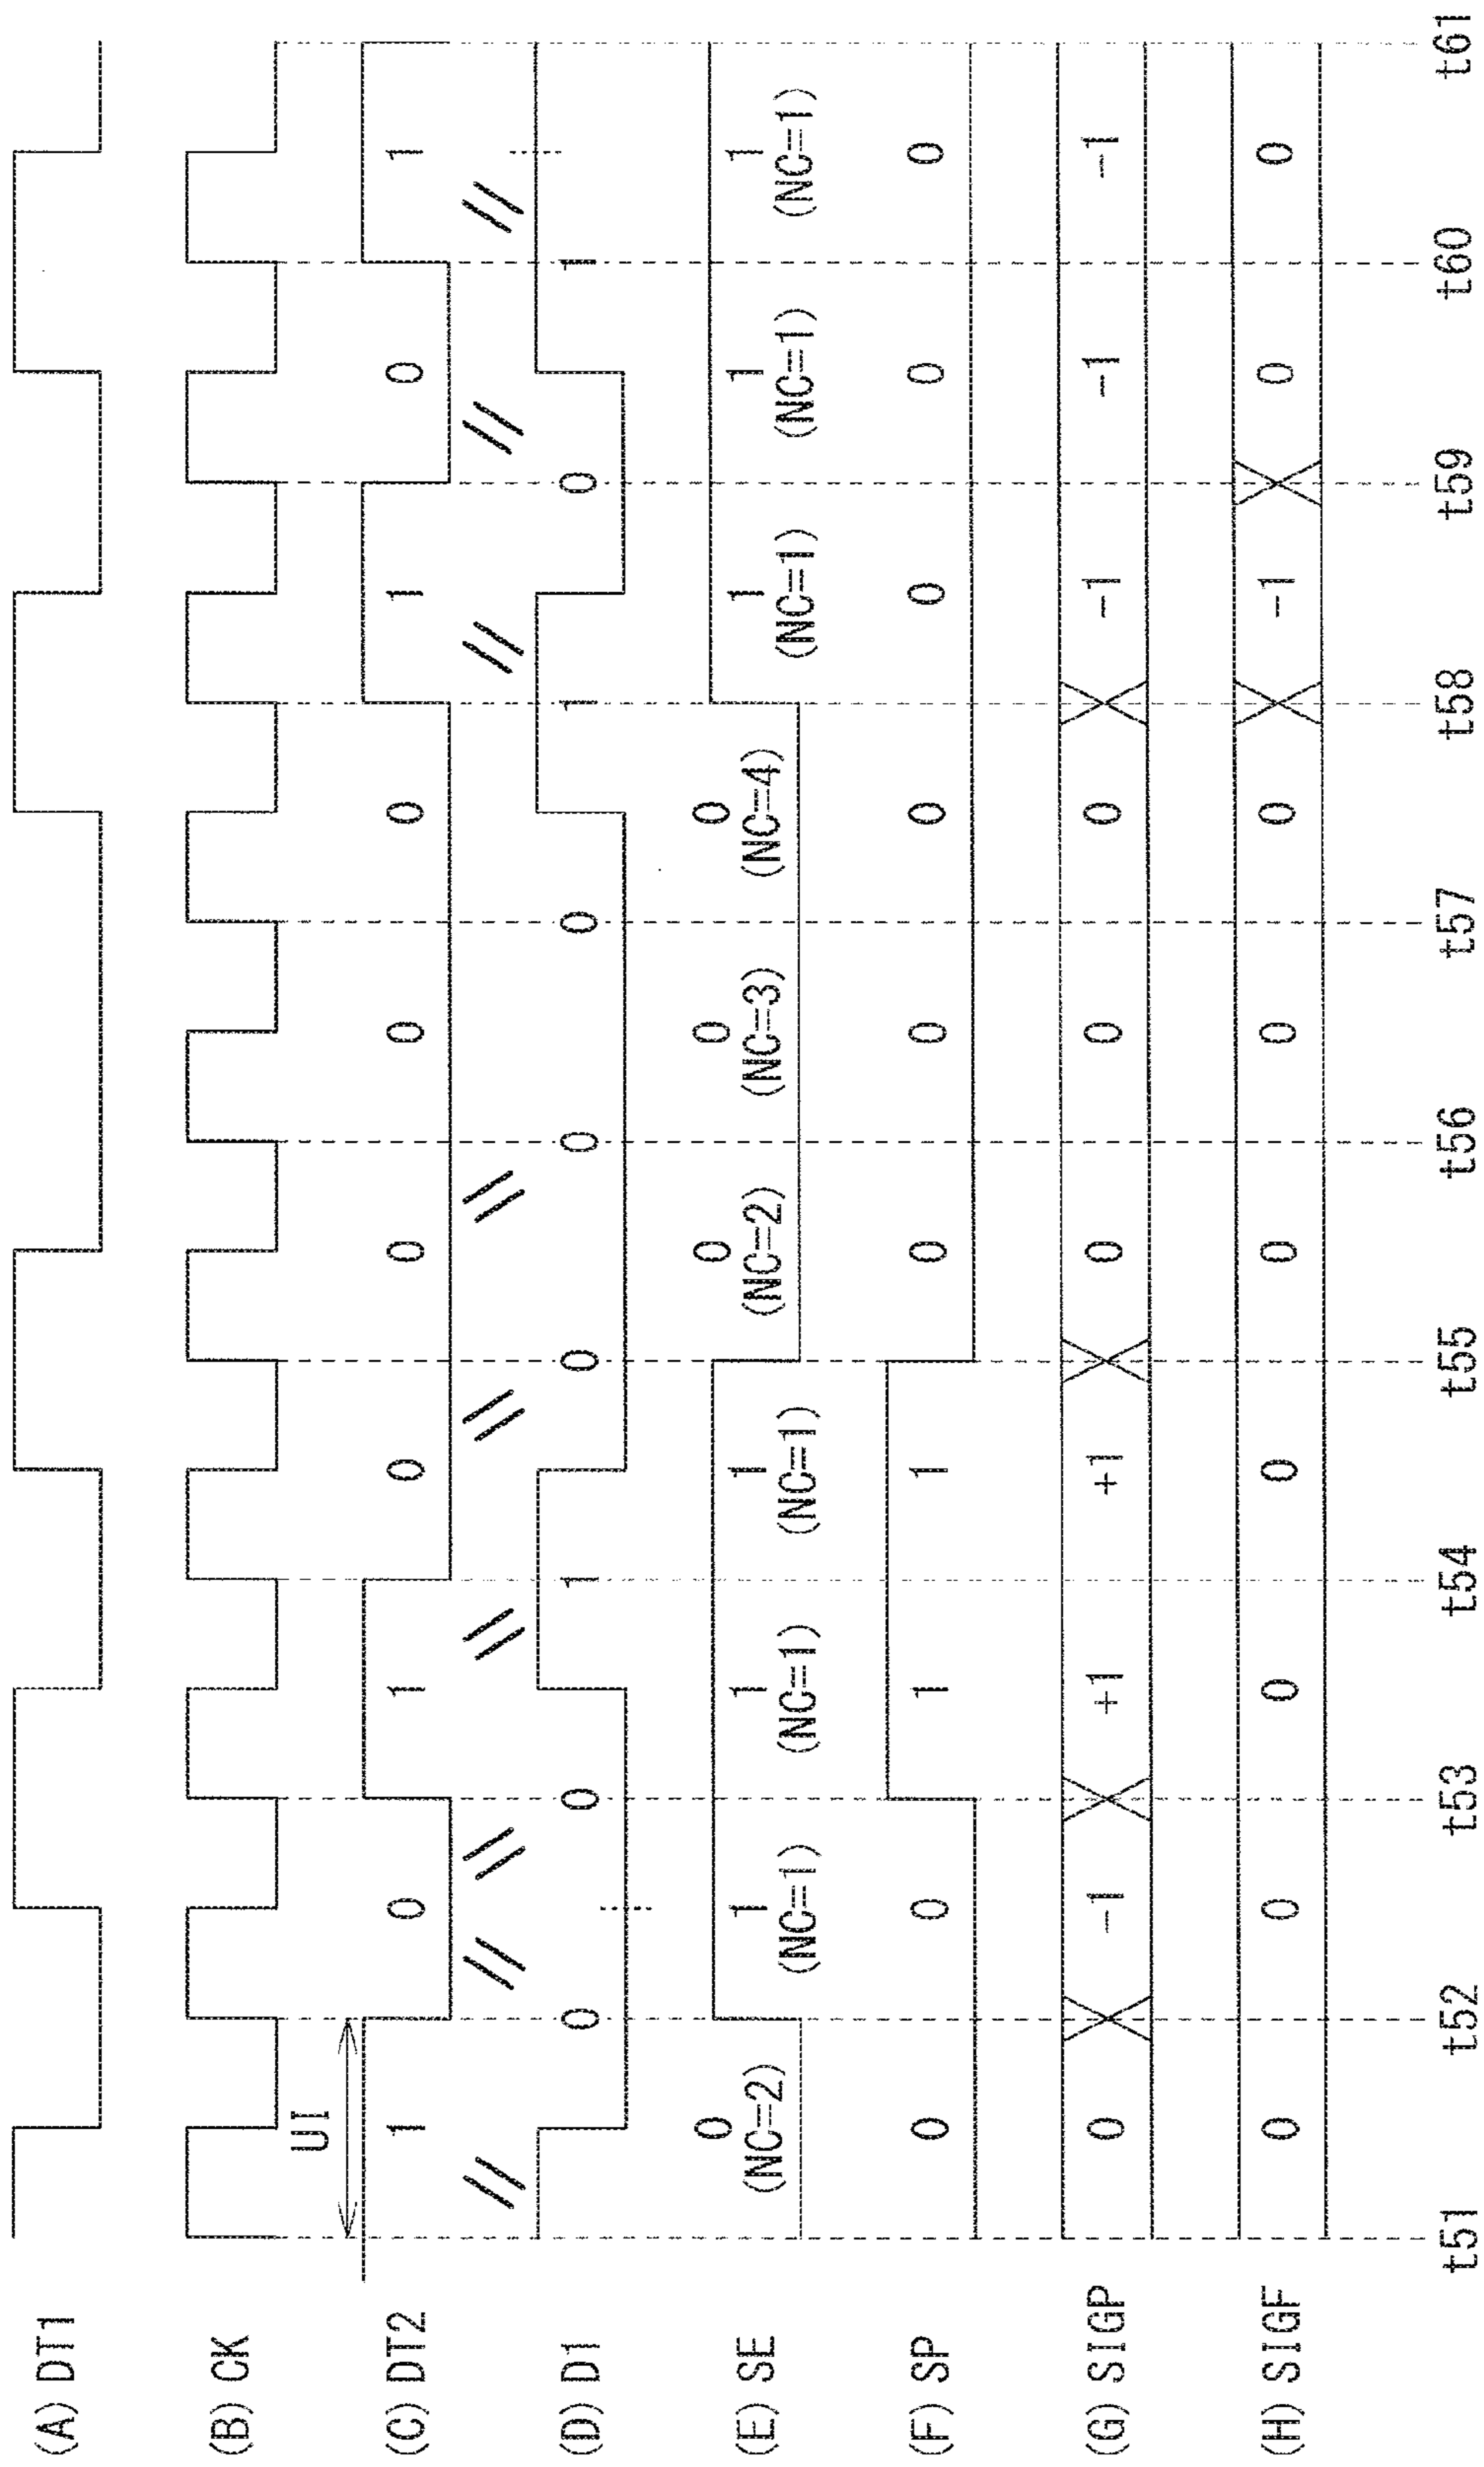 (A) DT1
(B) CK
UI
(C) DT2 1 0 1 0 0 0 0 1 0 1
(D) D1 0 0 1 0 0 0 1 0 1
(E) SE 0 1 1 1 0 0 0 1 1 1
(NC=2) (NC=1) (NC=1) (NC=1) (NC=2) (NC=3) (NC=4) (NC=1) (NC=1) (NC=1)
(F) SP 0 0 1 1 0 0 0 0 0 0
(G) SIGP 0 -1 +1 +1 0 0 0 -1 -1 -1
(H) SIGF 0 0 0 0 0 0 0 -1 0 0
t51 t52 t53 t54 t55 t56 t57 t58 t59 t60 t61